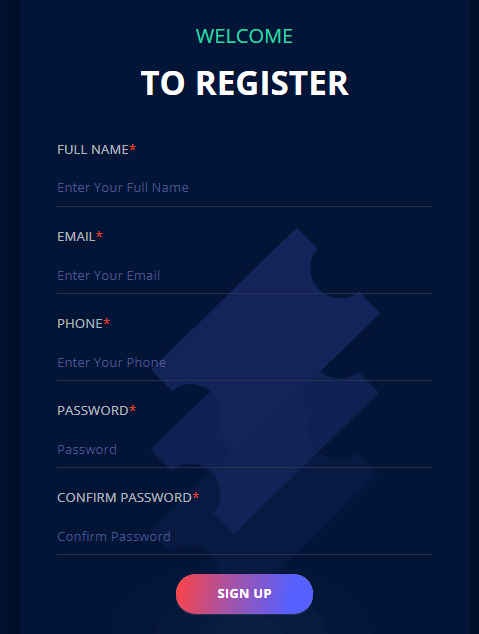 WELCOME
TO REGISTER
FULL NAME*
Enter Your Full Name
EMAIL*
Enter Your Email
PHONE*
Enter Your Phone
PASSWORD*
Password
CONFIRM PASSWORD*
Confirm Password
SIGN UP